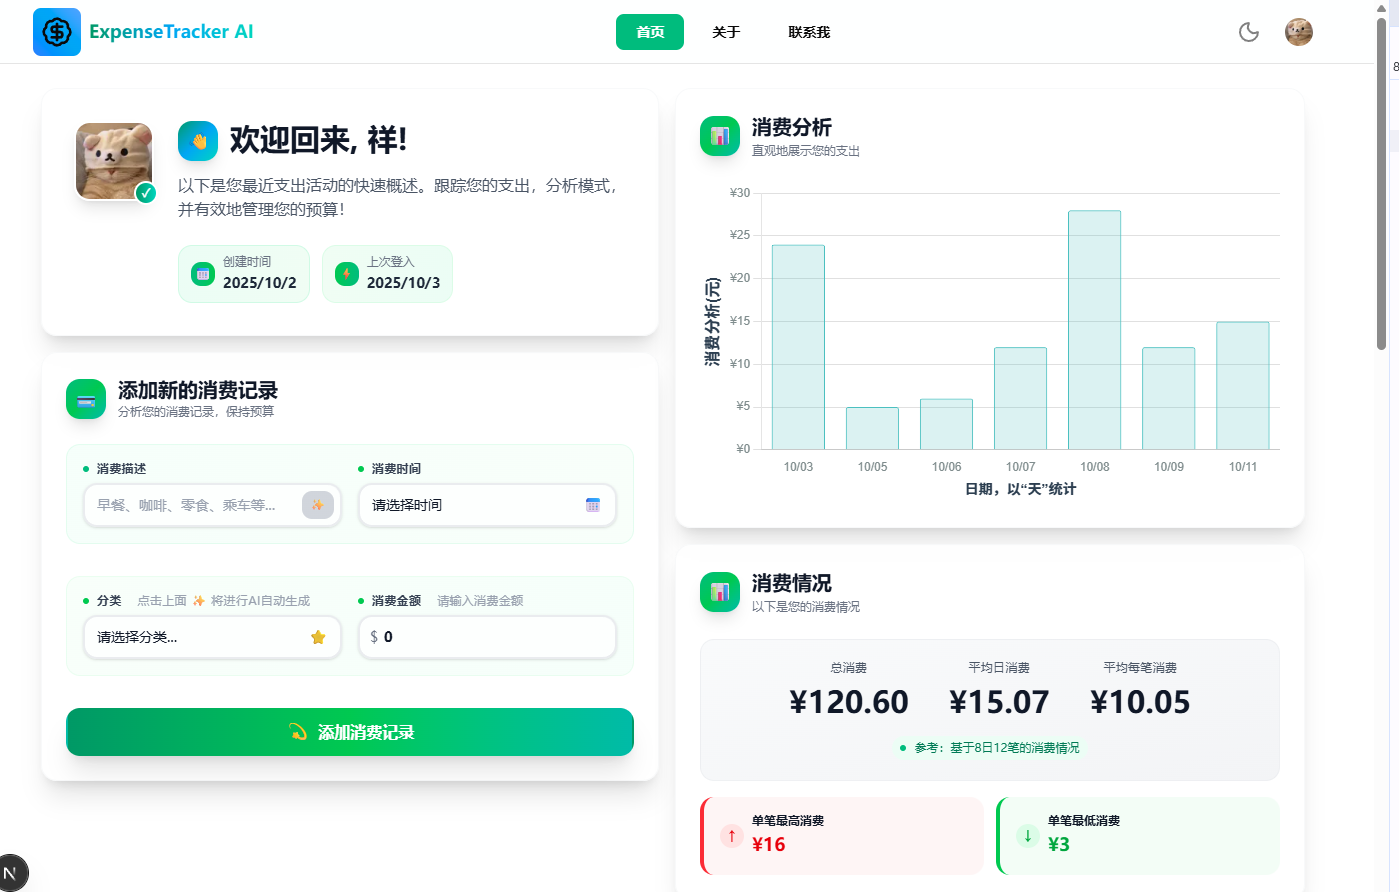 ExpenseTracker AI
首页
关于
联系我
欢迎回来, 祥!
以下是您最近支出活动的快速概述。跟踪您的支出，分析模式，
并有效地管理您的预算！
创建时间
2025/10/2
上次登入
2025/10/3
添加新的消费记录
分析您的消费记录，保持预算
消费描述
早餐、咖啡、零食、乘车等...
消费时间
请选择时间
分类 点击上面 ✨ 将进行AI自动生成
请选择分类...
消费金额 请输入消费金额
$ 0
添加消费记录
消费分析
直观地展示您的支出
消费分析(元)
¥30
¥25
¥20
¥15
¥10
¥5
¥0
10/03 10/05 10/06 10/07 10/08 10/09 10/11
日期，以“天”统计
消费情况
以下是您的消费情况
总消费
¥120.60
平均日消费
¥15.07
平均每笔消费
¥10.05
参考：基于8日12笔的消费情况
↑
单笔最高消费
¥16
↓
单笔最低消费
¥3
N
8